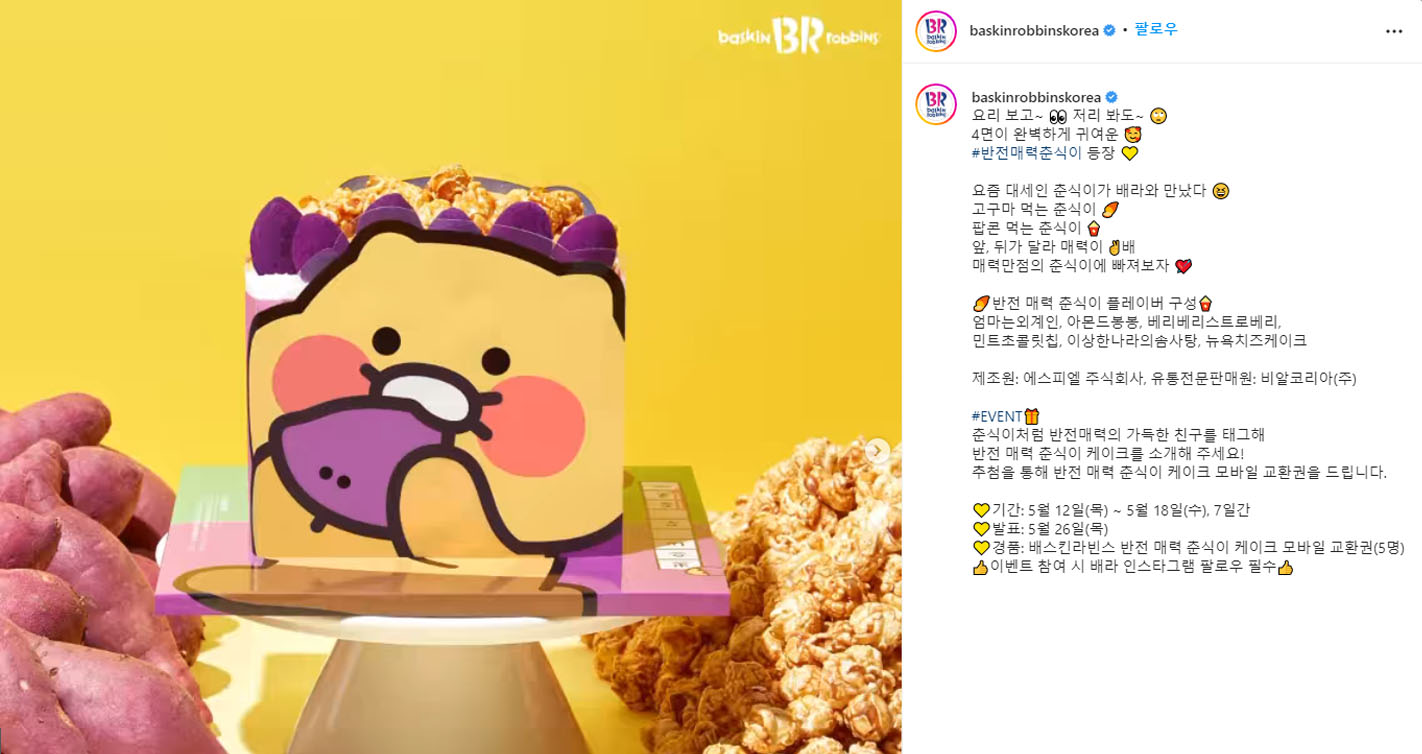 baskin BR robbins
baskinrobbinskorea • 팔로우
baskinrobbinskorea
요리 보고~ 👀 저리 봐도~ 🙄
4면이 완벽하게 귀여운 🥰
#반전매력춘식이 등장 💛
요즘 대세인 춘식이가 배라와 만났다 😆
고구마 먹는 춘식이 🍠
팝콘 먹는 춘식이 🍿
앞, 뒤가 달라 매력이 ✌배
매력만점의 춘식이에 빠져보자 💘
🍠반전 매력 춘식이 플레이버 구성🍿
엄마는외계인, 아몬드봉봉, 베리베리스트로베리,
민트초콜릿칩, 이상한나라의솜사탕, 뉴욕치즈케이크
제조원: 에스피엘 주식회사, 유통전문판매원: 비알코리아(주)
#EVENT🎁
춘식이처럼 반전매력의 가득한 친구를 태그해
반전 매력 춘식이 케이크를 소개해 주세요!
추첨을 통해 반전 매력 춘식이 케이크 모바일 교환권을 드립니다.
💛기간: 5월 12일(목) ~ 5월 18일(수), 7일간
💛발표: 5월 26일(목)
💛경품: 배스킨라빈스 반전 매력 춘식이 케이크 모바일 교환권(5명)
👍이벤트 참여 시 배라 인스타그램 팔로우 필수👍